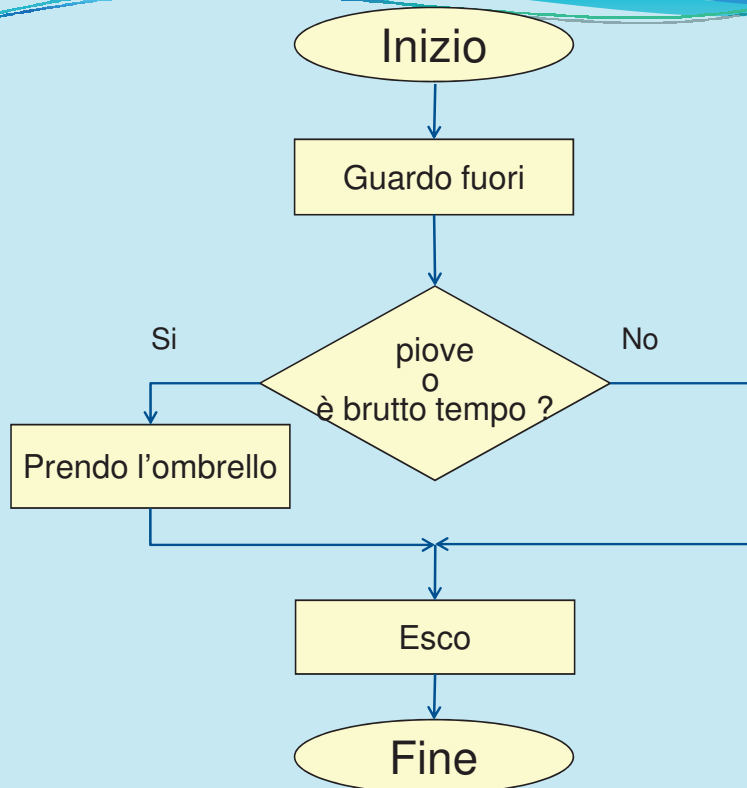 Inizio
Guardo fuori
Si
No
piove
o
è brutto tempo ?
Prendo l'ombrello
Esco
Fine